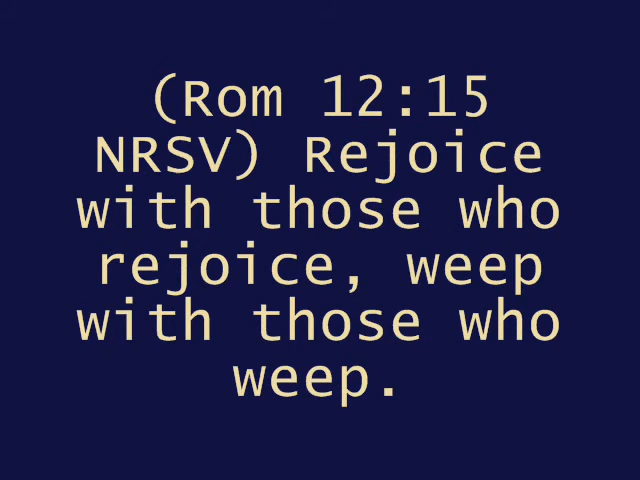 (Rom 12:15
NRSV) Rejoice
with those who
rejoice, weep
with those who
weep.